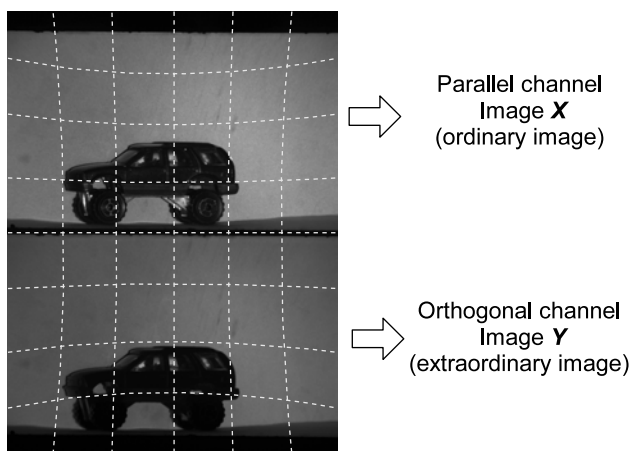 Parallel channel
Image X
(ordinary image)
Orthogonal channel
Image Y
(extraordinary image)